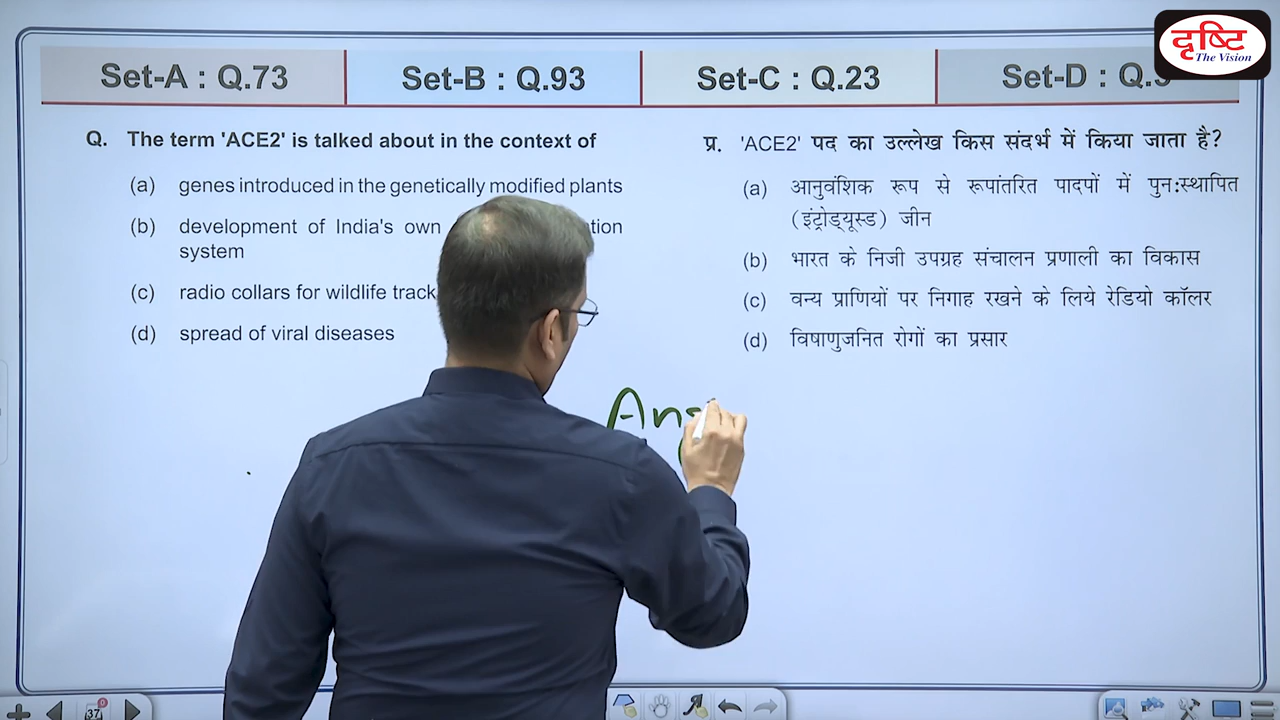 दृष्टि
The Vision
Set-A : Q.73
Set-B : Q.93
Set-C : Q.23
Set-D :
Q. The term 'ACE2' is talked about in the context of
(a) genes introduced in the genetically modified plants
(b) development of India's own
system
(c) radio collars for wildlife
(d) spread of viral diseases
प्र. 'ACE2' पद का उल्लेख किस संदर्भ में किया जाता है?
(a) आनुवंशिक रूप से रूपांतरित पादपों में पुनःस्थापित
(इंट्रोड्यूस्ड) जीन
(b) भारत के निजी उपग्रह संचालन प्रणाली का विकास
(c) वन्य प्राणियों पर निगाह रखने के लिये रेडियो कॉलर
(d) विषाणुजनित रोगों का प्रसार
37